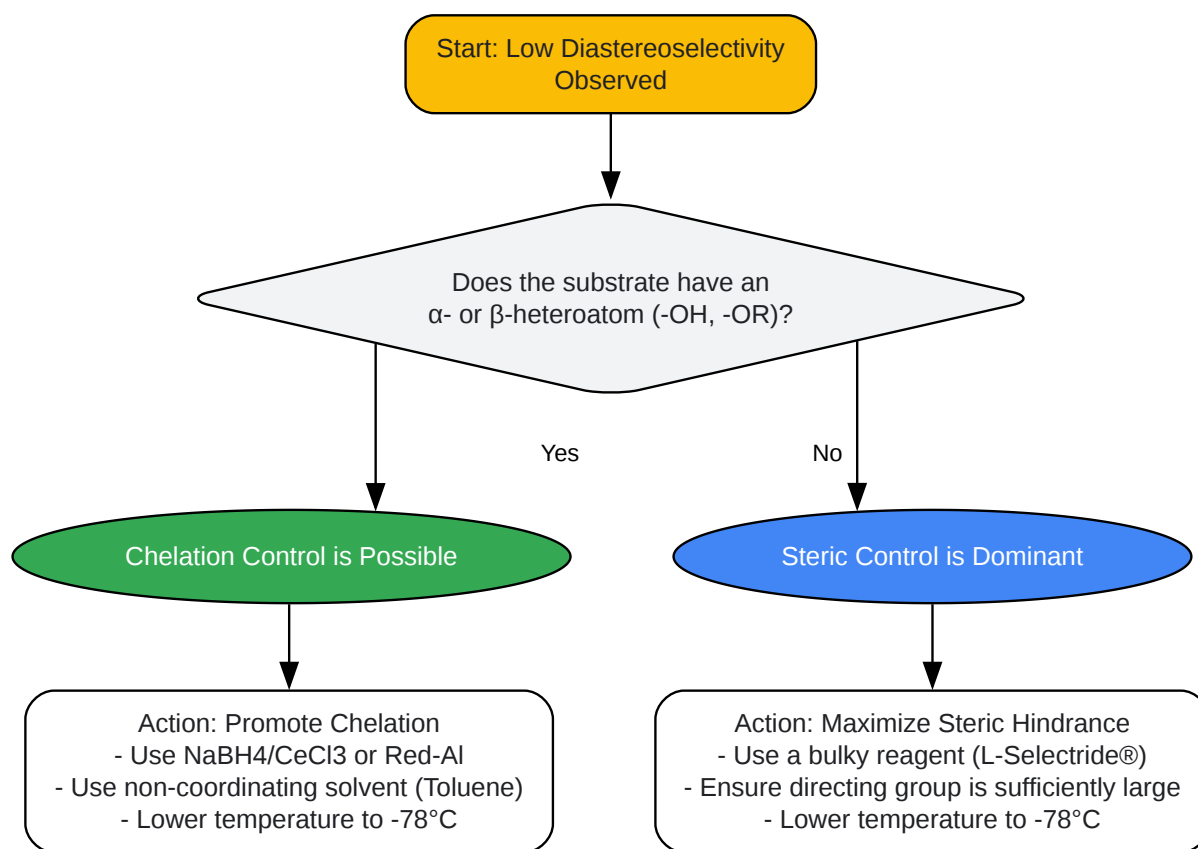 Start: Low Diastereoselectivity
Observed
Does the substrate have an
α- or β-heteroatom (-OH, -OR)?
Yes
No
Chelation Control is Possible
Steric Control is Dominant
Action: Promote Chelation
- Use NaBH4/CeCl3 or Red-Al
- Use non-coordinating solvent (Toluene)
- Lower temperature to -78°C
Action: Maximize Steric Hindrance
- Use a bulky reagent (L-Selectride®)
- Ensure directing group is sufficiently large
- Lower temperature to -78°C